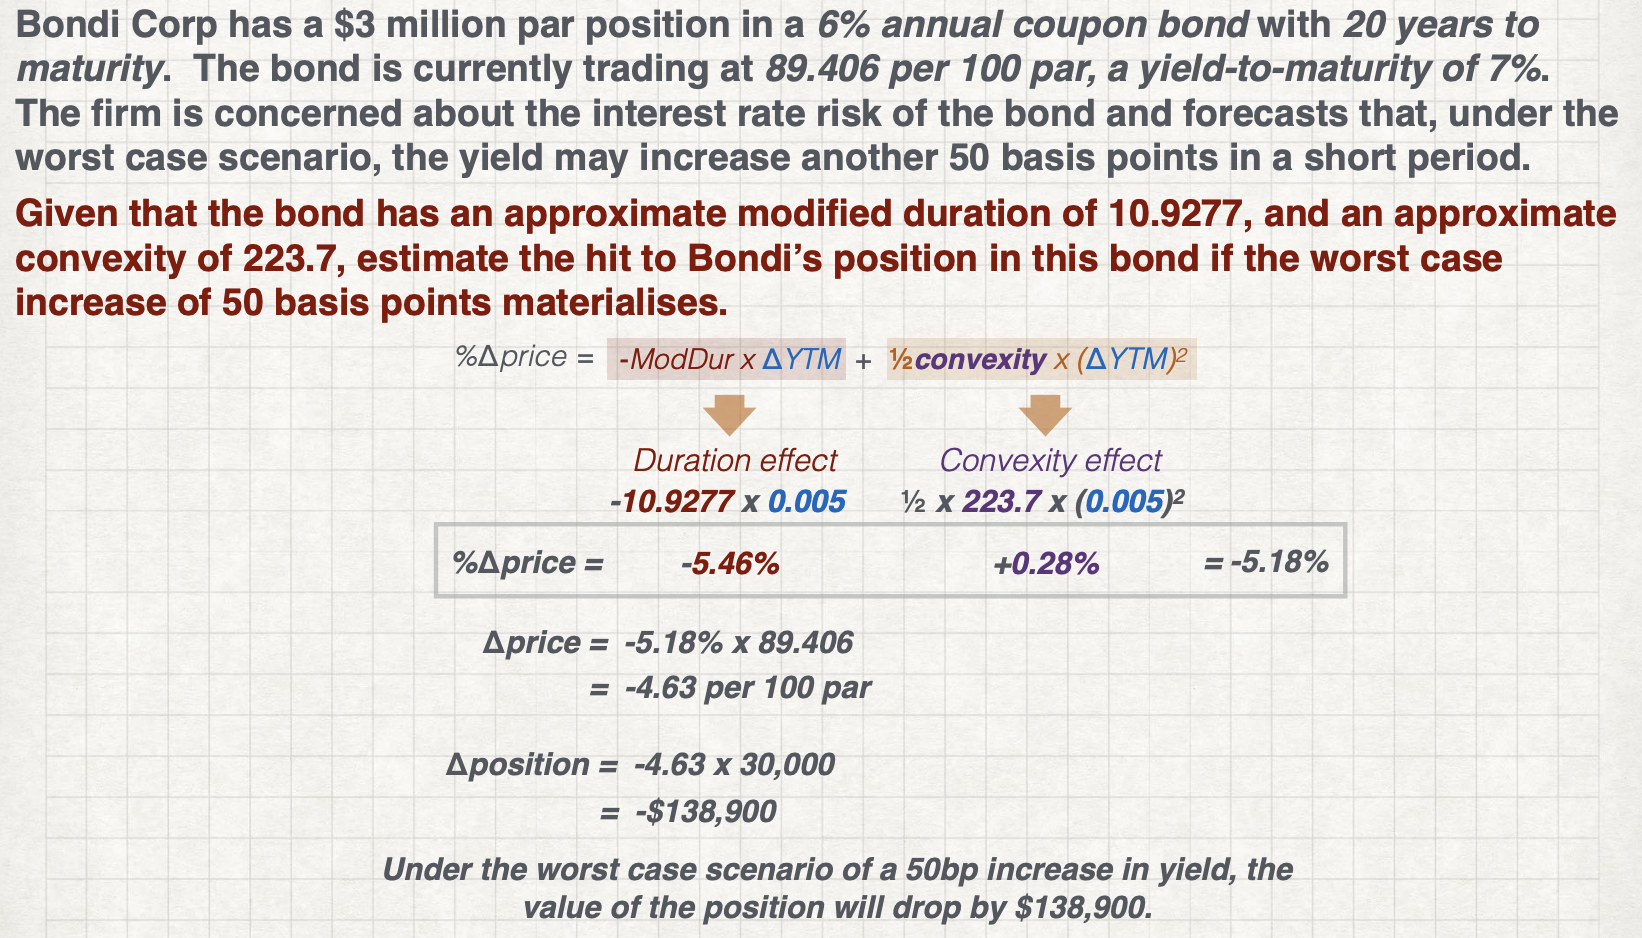 Bondi Corp has a $3 million par position in a 6% annual coupon bond with 20 years to
maturity.  The bond is currently trading at 89.406 per 100 par, a yield-to-maturity of 7%.
The firm is concerned about the interest rate risk of the bond and forecasts that, under the
worst case scenario, the yield may increase another 50 basis points in a short period.
Given that the bond has an approximate modified duration of 10.9277, and an approximate
convexity of 223.7, estimate the hit to Bondi’s position in this bond if the worst case
increase of 50 basis points materialises.
%Δprice = -ModDur x ΔYTM + ½convexity x (ΔYTM)²
Duration effect Convexity effect
-10.9277 x 0.005 ½ x 223.7 x (0.005)²
%Δprice = -5.46% +0.28% = -5.18%
Δprice = -5.18% x 89.406
= -4.63 per 100 par
Δposition = -4.63 x 30,000
= -$138,900
Under the worst case scenario of a 50bp increase in yield, the
value of the position will drop by $138,900.